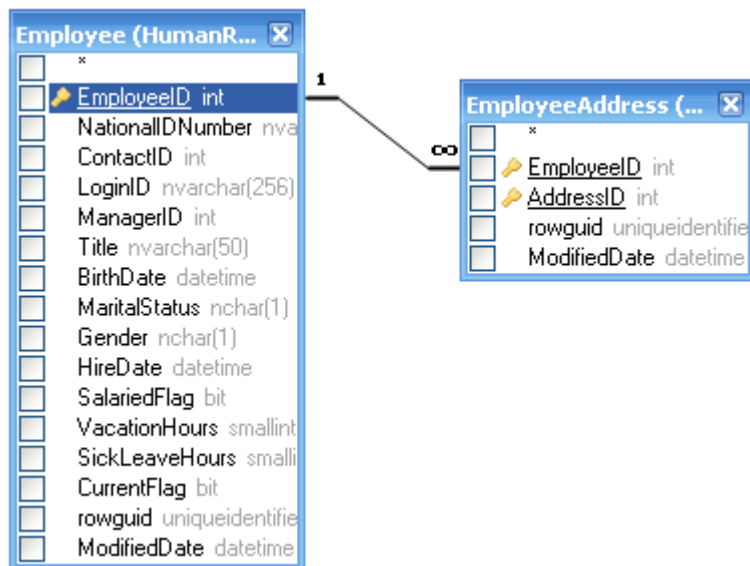 Employee (HumanR...
*
EmployeeID int
NationalIDNumber nva
ContactID int
LoginID nvarchar(256)
ManagerID int
Title nvarchar(50)
BirthDate datetime
MaritalStatus nchar(1)
Gender nchar(1)
HireDate datetime
SalariedFlag bit
VacationHours smallint
SickLeaveHours smalli
CurrentFlag bit
rowguid uniqueidentifie
ModifiedDate datetime
1
∞
EmployeeAddress (...
*
EmployeeID int
AddressID int
rowguid uniqueidentifie
ModifiedDate datetime